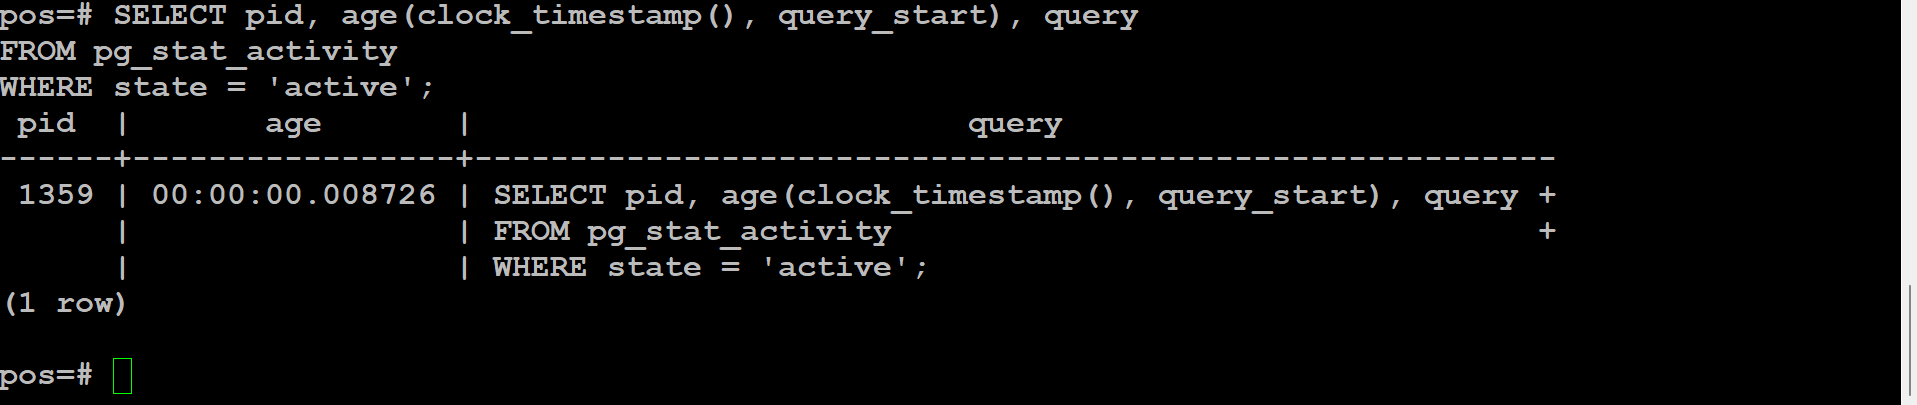 pos=# SELECT pid, age(clock_timestamp(), query_start), query
FROM pg_stat_activity
WHERE state = 'active';
 pid  |       age       |                          query
------+-----------------+---------------------------------------------------------
 1359 | 00:00:00.008726 | SELECT pid, age(clock_timestamp(), query_start), query +
      |                 | FROM pg_stat_activity                                  +
      |                 | WHERE state = 'active';
(1 row)
pos=#